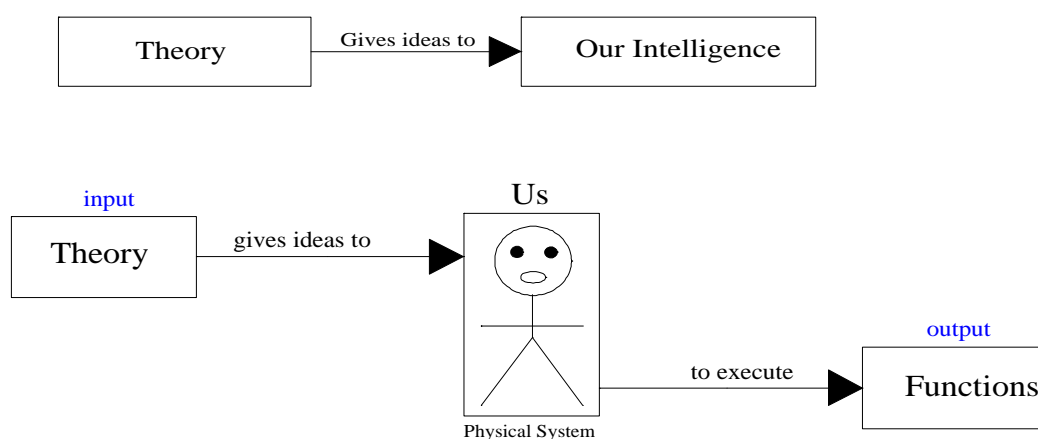 Theory
Gives ideas to
Our Intelligence
Us
input
Theory
gives ideas to
output
to execute
Functions
Physical System